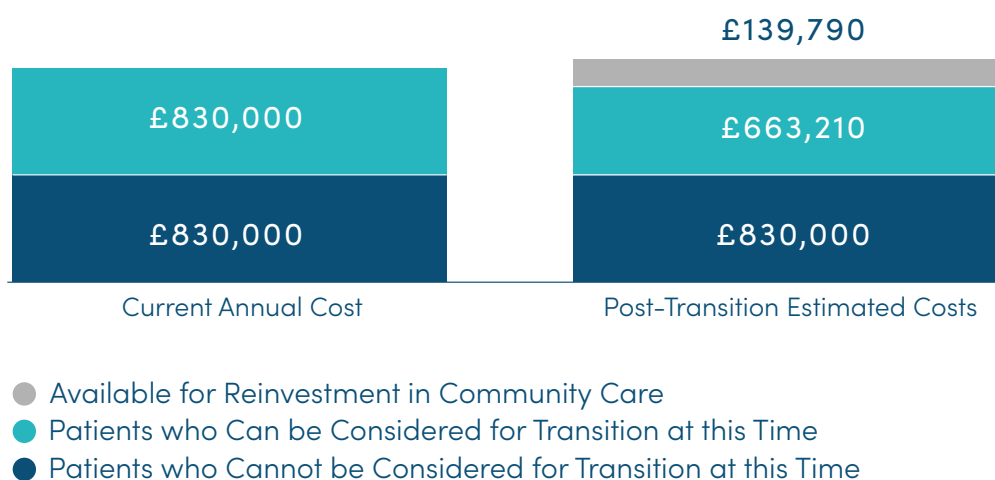 £139,790
£830,000
£663,210
£830,000
£830,000
Current Annual Cost
Post-Transition Estimated Costs
Available for Reinvestment in Community Care
Patients who Can be Considered for Transition at this Time
Patients who Cannot be Considered for Transition at this Time